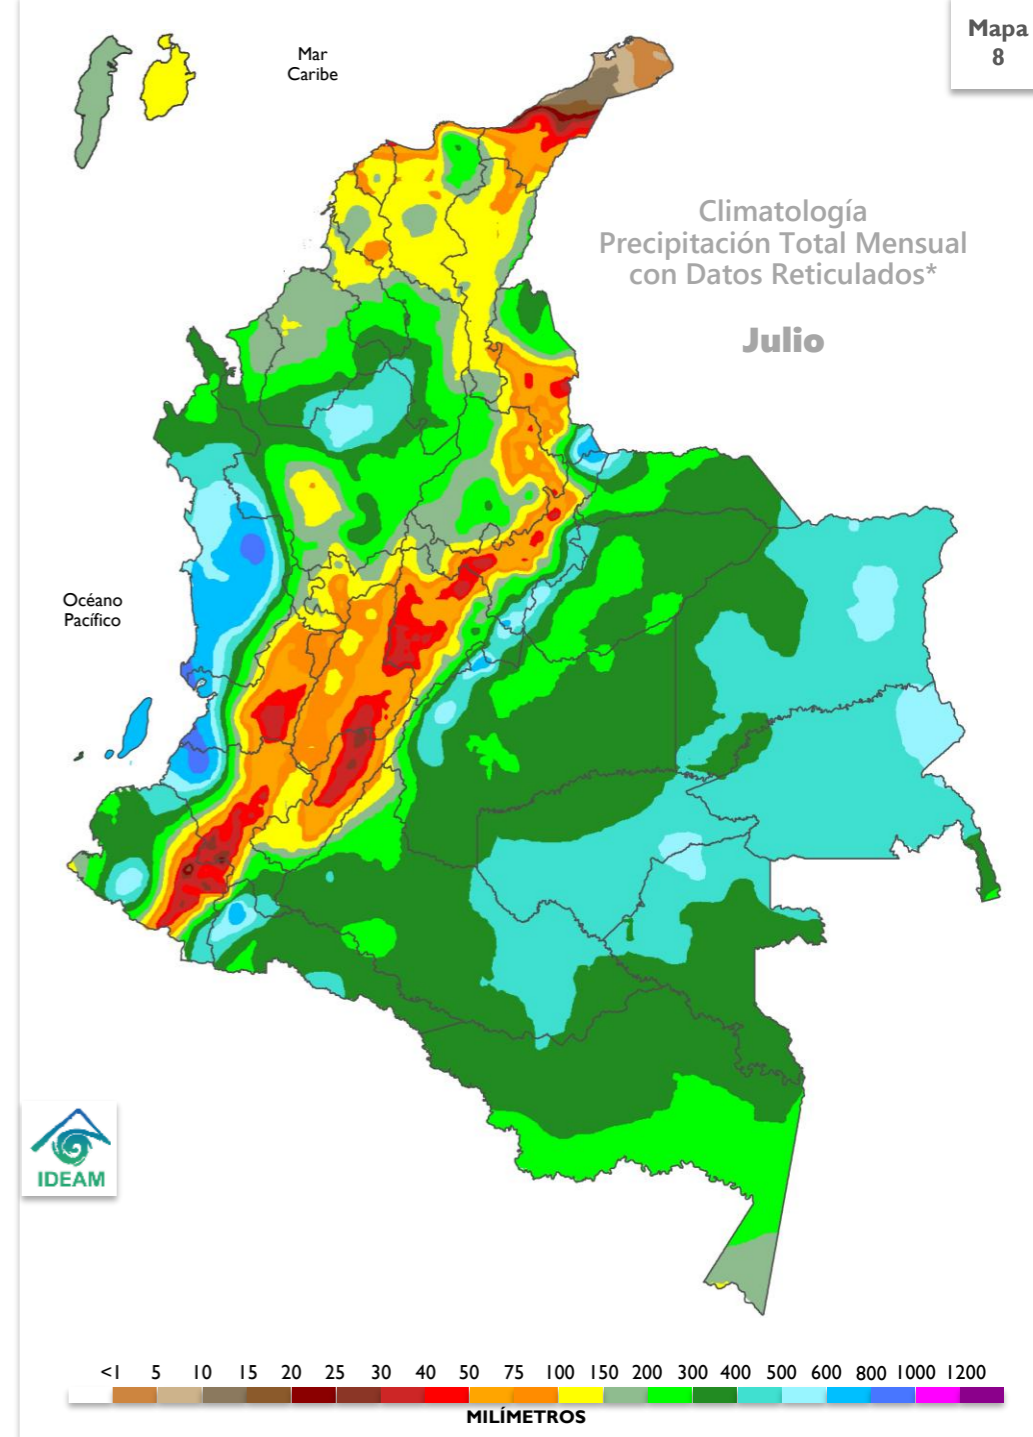 Mapa
8
Mar
Caribe
Climatología
Precipitación Total Mensual
con Datos Reticulados*
Julio
Océano
Pacífico
IDEAM
<1 5 10 15 20 25 30 40 50 75 100 150 200 300 400 500 600 800 1000 1200
MILÍMETROS